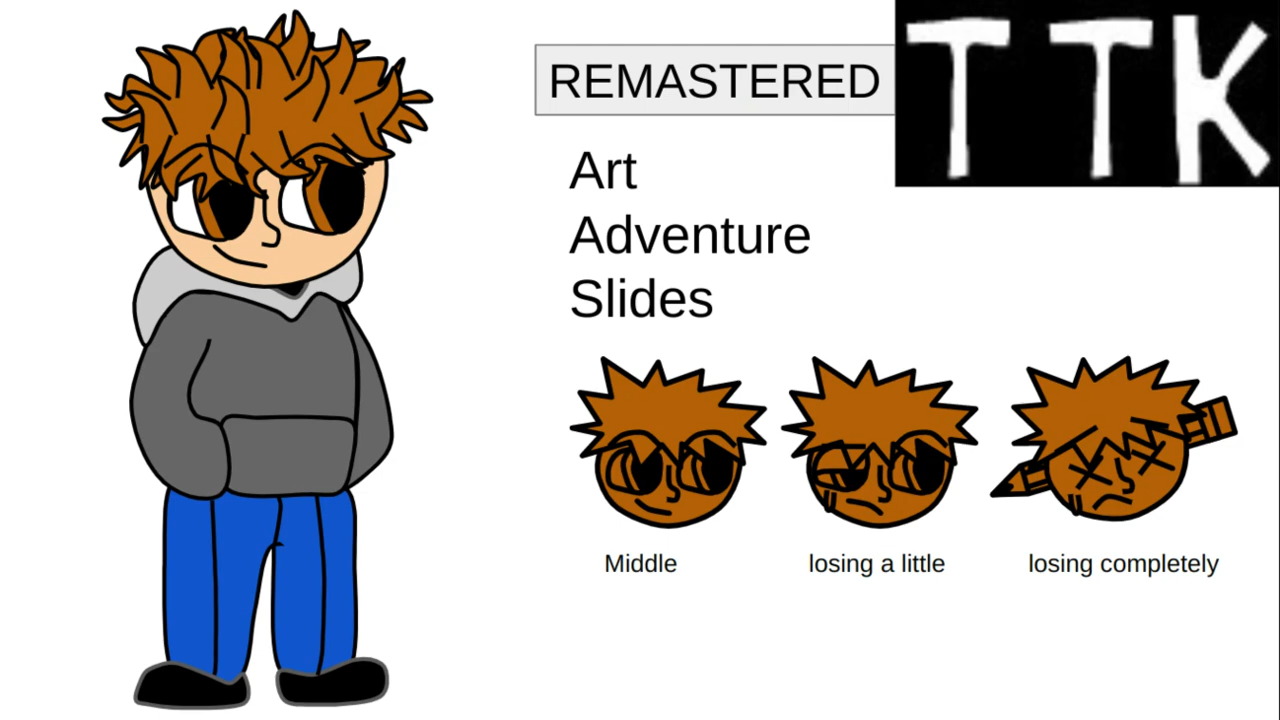 REMASTERED
TTK
Art
Adventure
Slides
Middle
losing a little
losing completely